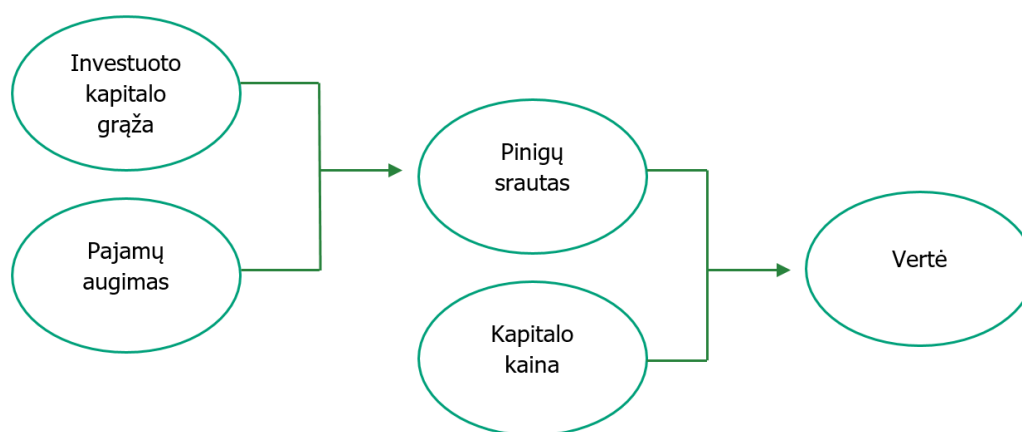 Investuoto
kapitalo
grąža
Pajamų
augimas
Pinigų
srautas
Kapitalo
kaina
Vertė